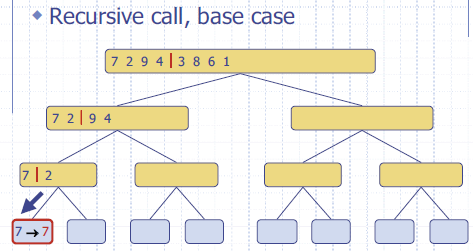 Recursive call, base case
7 2 9 4 | 3 8 6 1
7 2 | 9 4
7 | 2
7 → 7